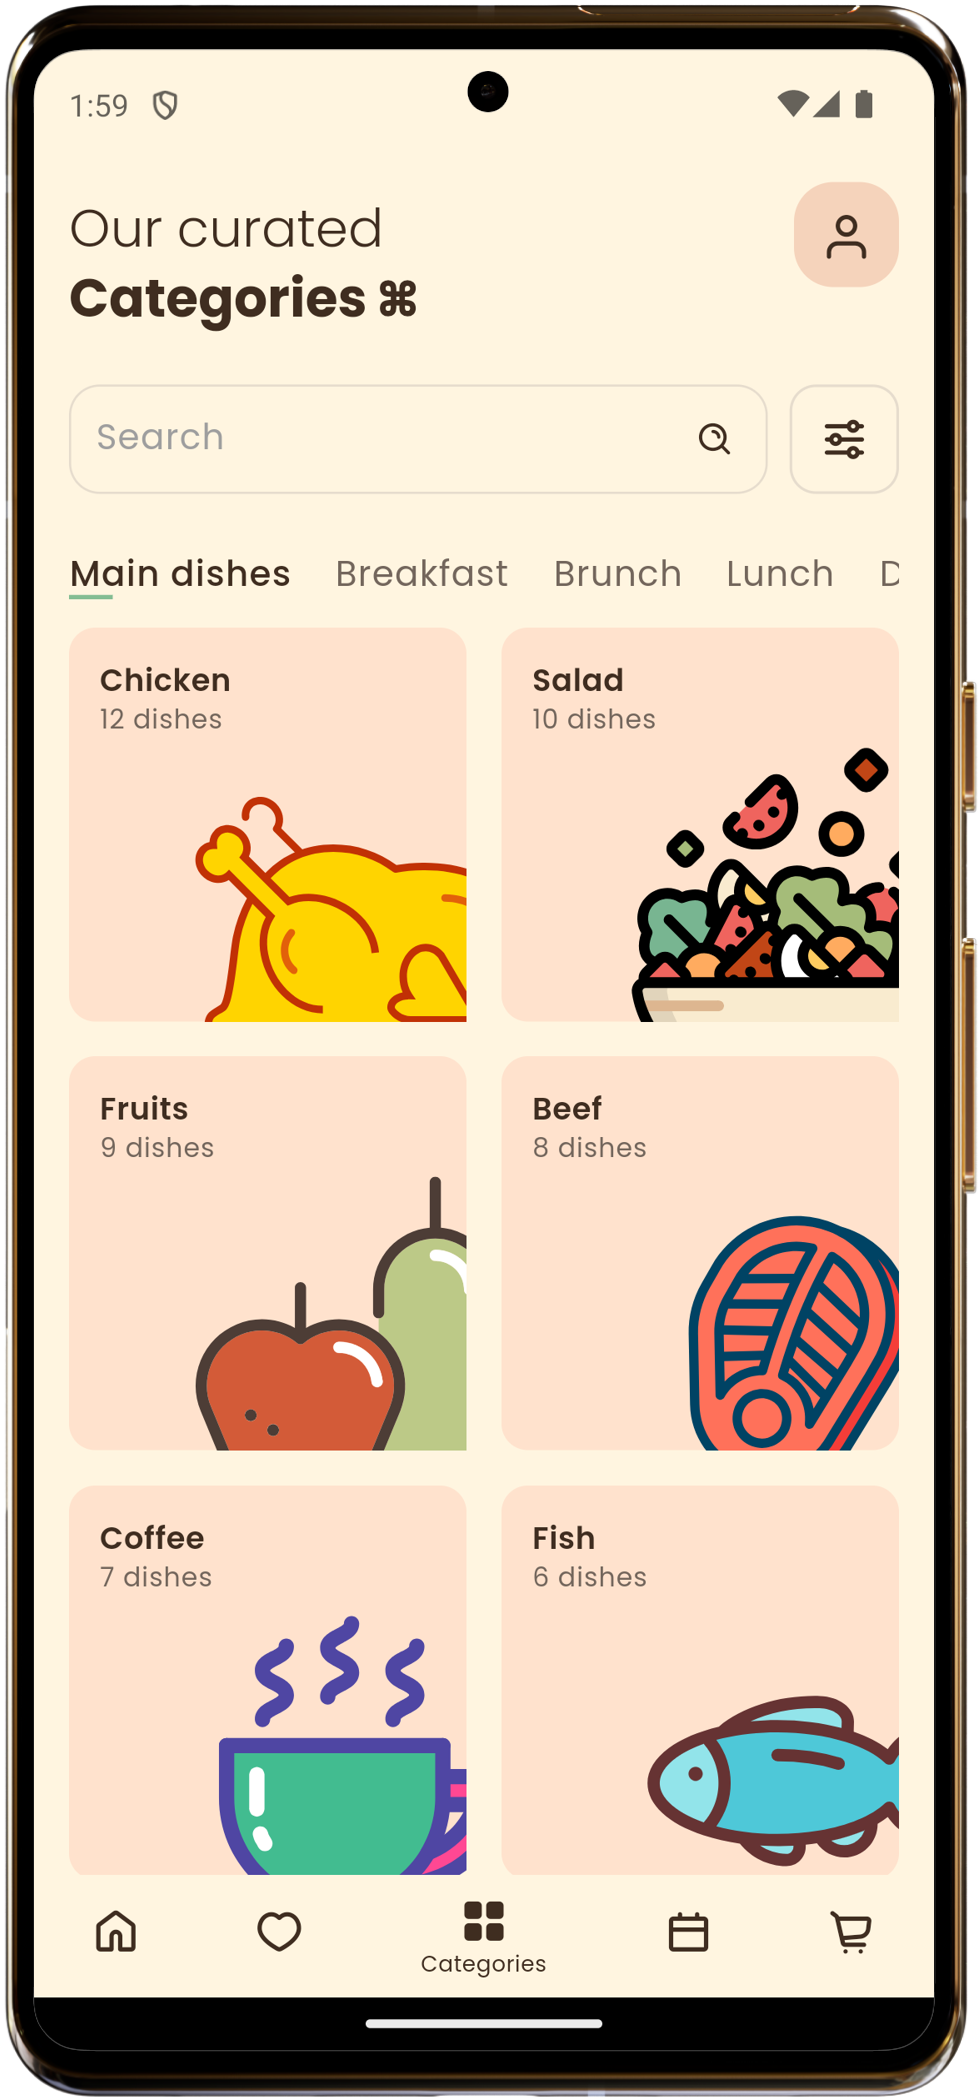 1:59
Our curated
Categories ⌘
Search
Main dishes Breakfast Brunch Lunch D
Chicken
12 dishes
Salad
10 dishes
Fruits
9 dishes
Beef
8 dishes
Coffee
7 dishes
Fish
6 dishes
Categories